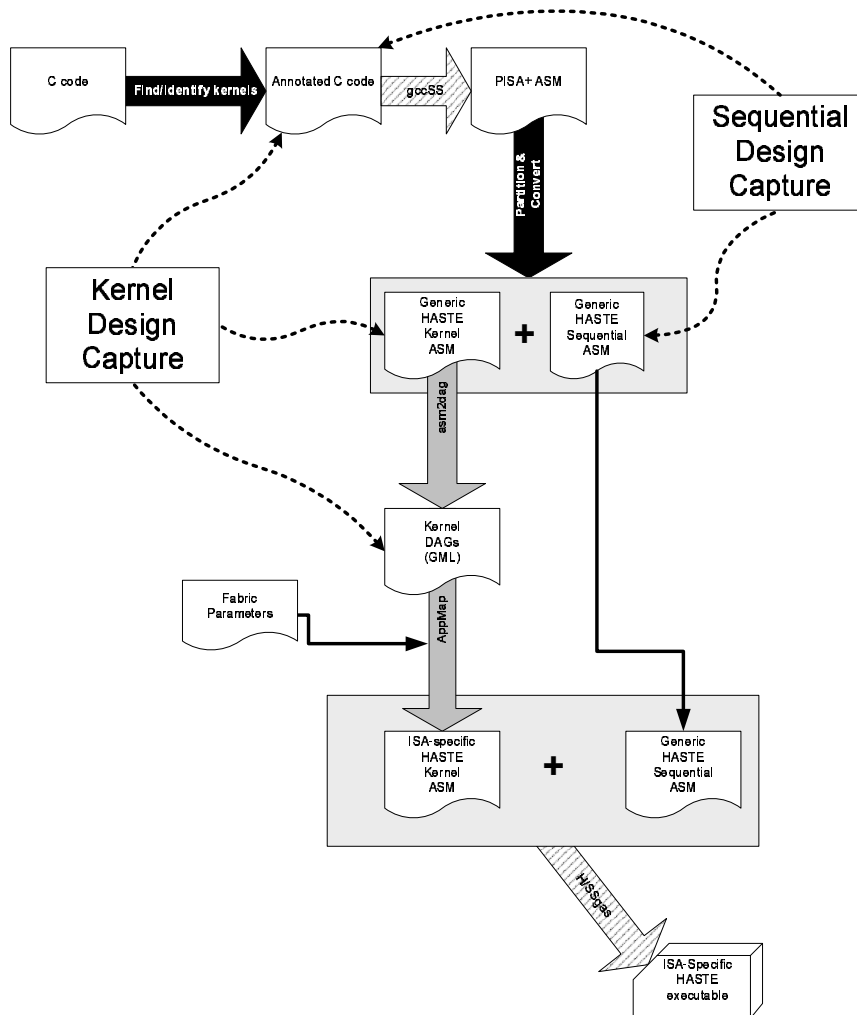 C code
Find/Identify kernels
Annotated C code
gccSS
PISA+ ASM
Sequential
Design
Capture
Partition &
Convert
Kernel
Design
Capture
Generic
HASTE
Kernel
ASM
+
Generic
HASTE
Sequential
ASM
asm2dag
Kernel
DAGs
(GML)
Fabric
Parameters
AppMap
ISA-specific
HASTE
Kernel
ASM
+
Generic
HASTE
Sequential
ASM
H/SSgas
ISA-Specific
HASTE
executable